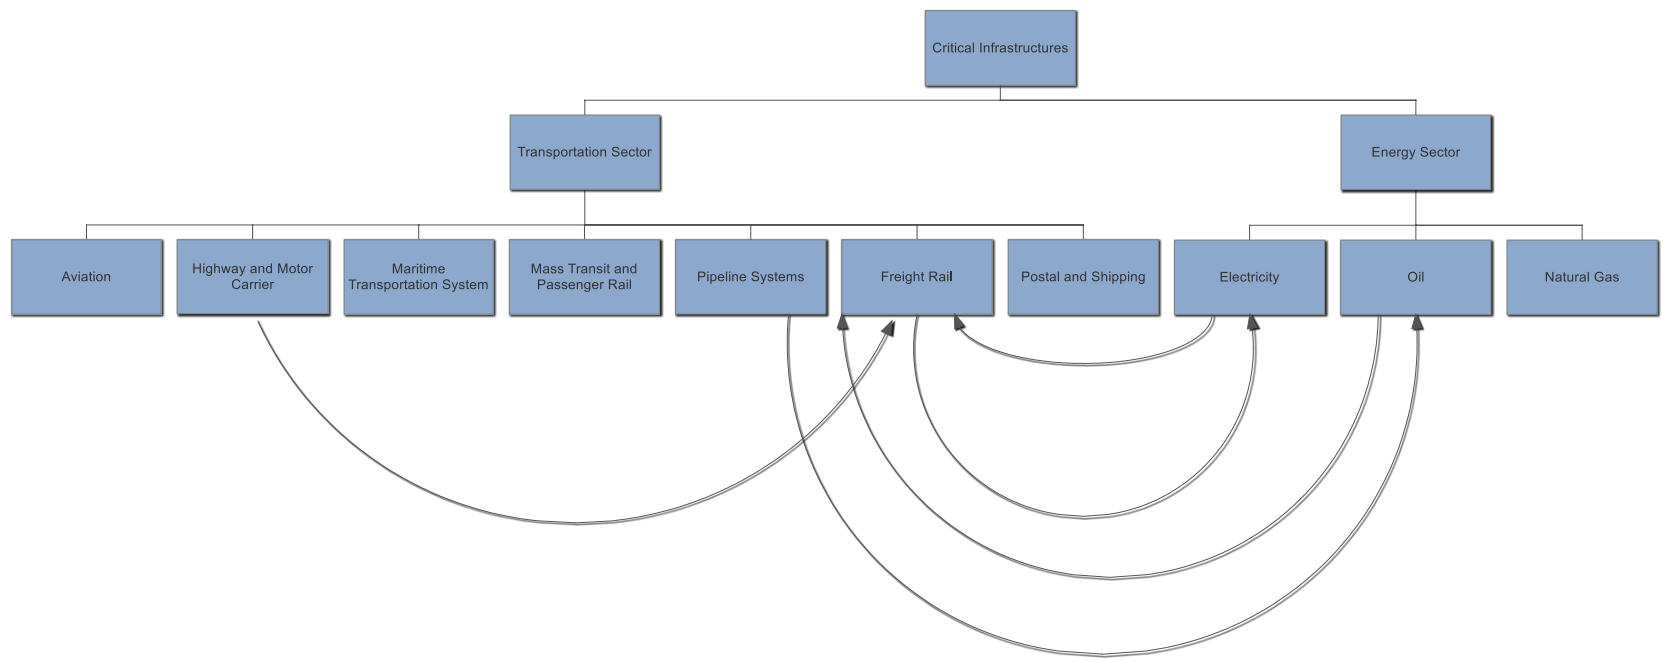 Critical Infrastructures
Transportation Sector
Energy Sector
Aviation
Highway and Motor
Carrier
Maritime
Transportation System
Mass Transit and
Passenger Rail
Pipeline Systems
Freight Rail
Postal and Shipping
Electricity
Oil
Natural Gas